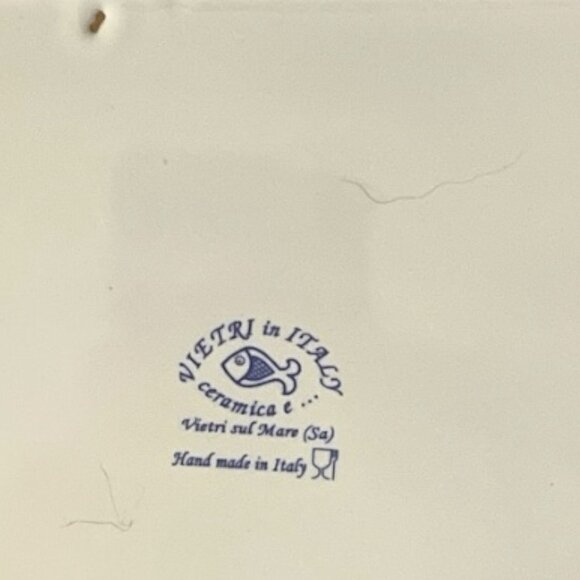 VIETRI in ITALY
ceramica e ...
Vietri sul Mare (Sa)
Hand made in Italy